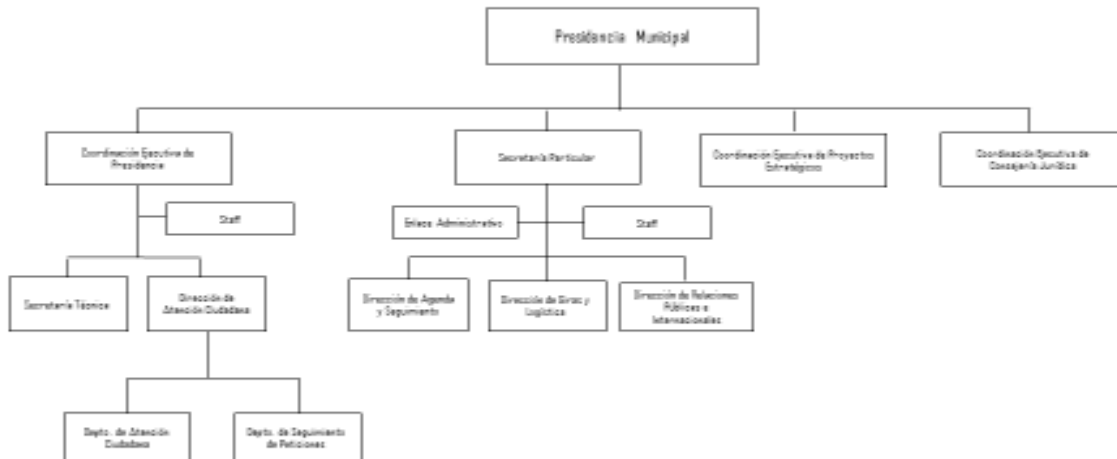 Presidencia Municipal
Coordinación Ejecutiva de
Presidencia
Secretaría Particular
Coordinación Ejecutiva de Proyectos
Estratégicos
Coordinación Ejecutiva de
Consejería Jurídica
Staff
Enlace Administrativo
Staff
Secretaría Técnica
Dirección de
Atención Ciudadana
Dirección de Agenda
y Seguimiento
Dirección de Giras y
Logística
Dirección de Relaciones
Públicas e
Internacionales
Depto. de Atención
Ciudadana
Depto. de Seguimiento
de Peticiones